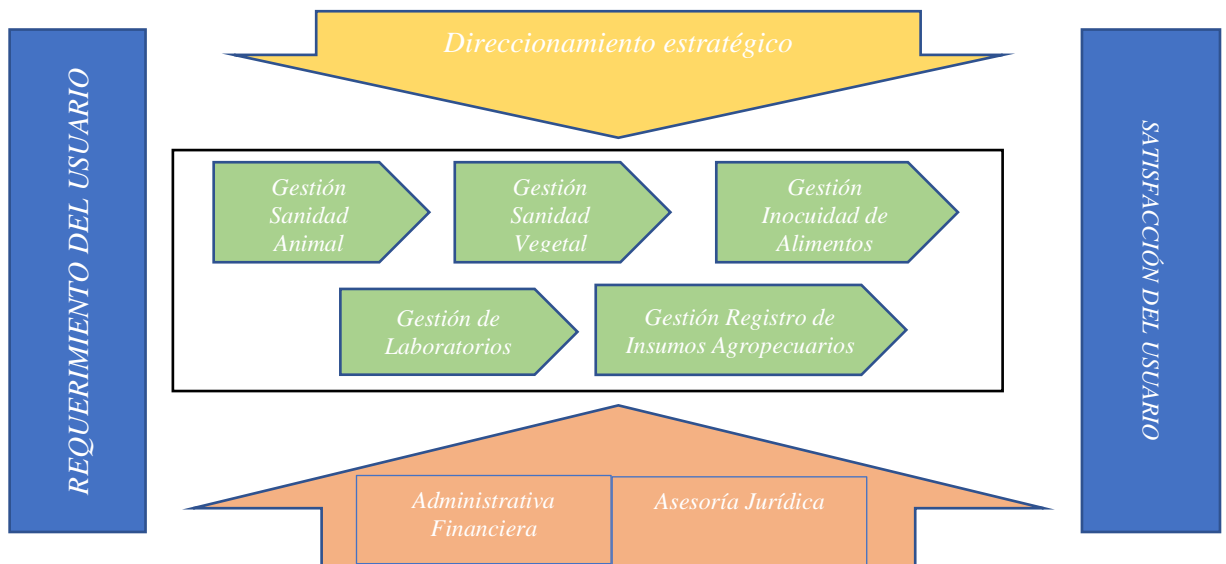 REQUERIMIENTO DEL USUARIO
Direccionamiento estratégico
Gestión
Sanidad
Animal
Gestión
Sanidad
Vegetal
Gestión
Inocuidad de
Alimentos
Gestión de
Laboratorios
Gestión Registro de
Insumos Agropecuarios
Administrativa
Financiera
Asesoría Jurídica
SATISFACCIÓN DEL USUARIO